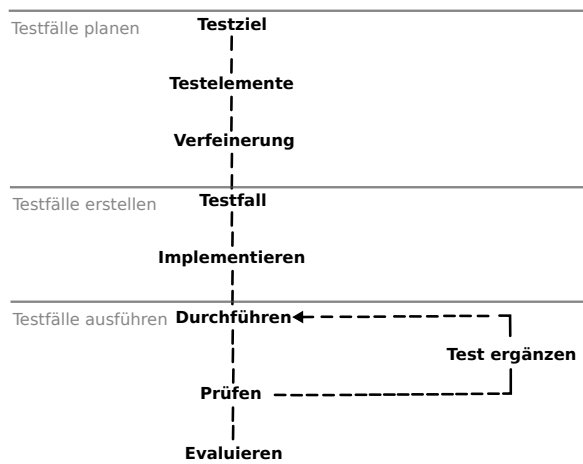 Testfälle planen
Testziel
Testelemente
Verfeinerung
Testfälle erstellen
Testfall
Implementieren
Testfälle ausführen
Durchführen
Test ergänzen
Prüfen
Evaluieren